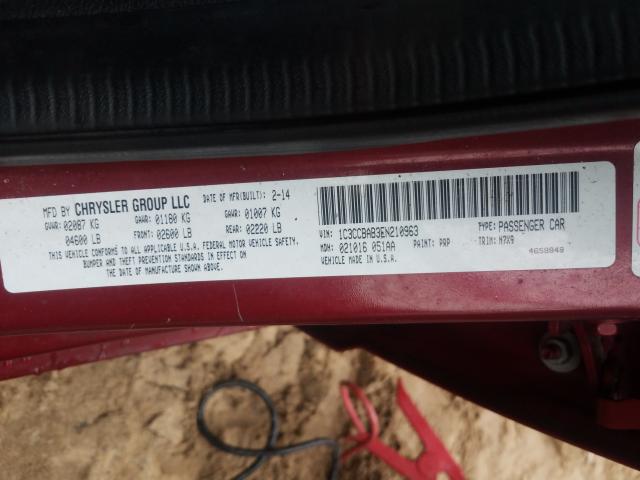 MFD BY CHRYSLER GROUP LLC DATE OF MFR(BUILT): 2-14
GVWR: 02087 KG GAWR: 01180 KG GAWR: 01007 KG
04600 LB FRONT: 02600 LB REAR: 02220 LB
THIS VEHICLE CONFORMS TO ALL APPLICABLE U.S.A. FEDERAL MOTOR VEHICLE SAFETY,
BUMPER AND THEFT PREVENTION STANDARDS IN EFFECT ON
THE DATE OF MANUFACTURE SHOWN ABOVE.
VIN: 1C3CCBAB3EN210963 TYPE: PASSENGER CAR
MDH: 021016 051AA PAINT: PRP TRIM: M7X9
VEHICLE MADE IN U.S.A. 4658949